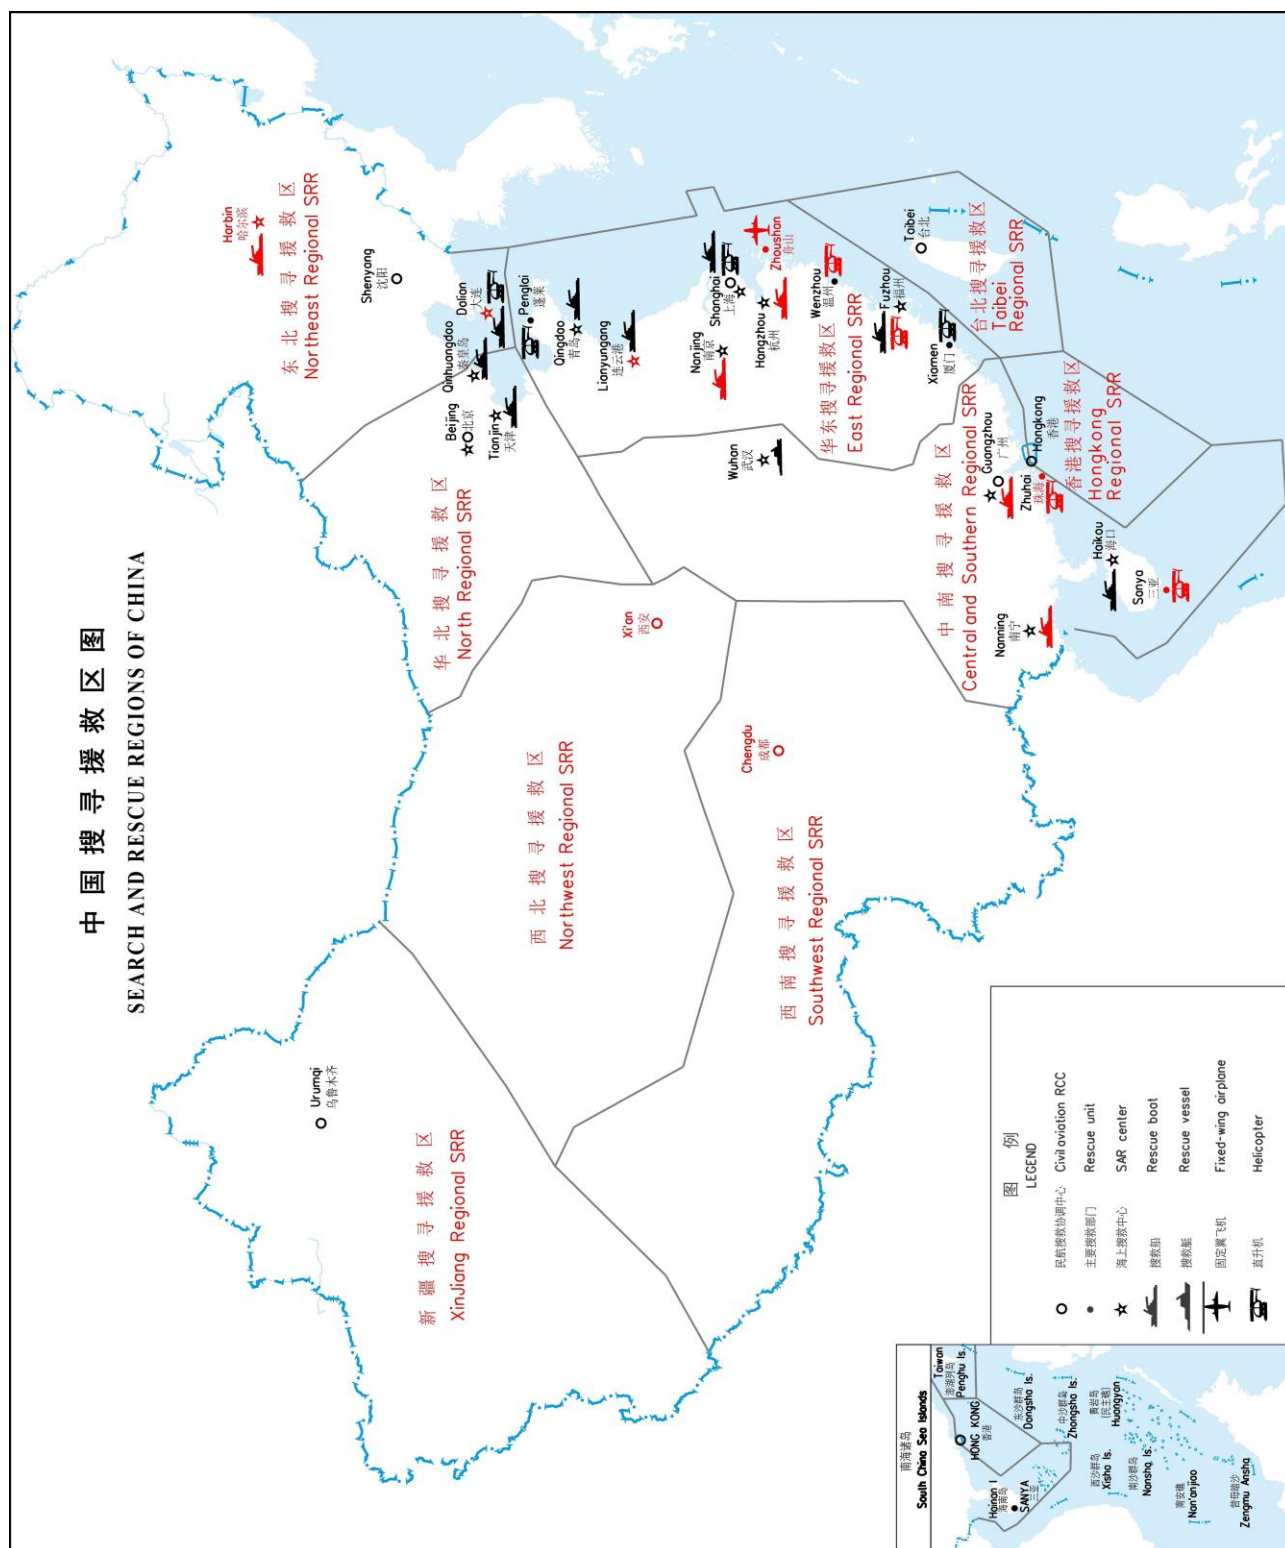 中国搜寻援救区图
SEARCH AND RESCUE REGIONS OF CHINA
东北搜寻援救区
Northeast Regional SRR
Harbin
哈尔滨
Shenyang
沈阳
Dalian
大连
华北搜寻援救区
North Regional SRR
Qinhuangdao
秦皇岛
Beijing
北京
Tianjin
天津
新疆搜寻援救区
XinJiang Regional SRR
Urumqi
乌鲁木齐
西北搜寻援救区
Northwest Regional SRR
Xi'an
西安
西南搜寻援救区
Southwest Regional SRR
Chengdu
成都
华东搜寻援救区
East Regional SRR
Penglai
蓬莱
Qingdao
青岛
Lianyungang
连云港
Nanjing
南京
Shanghai
上海
Hangzhou
杭州
Zhoushan
舟山
Wenzhou
温州
Fuzhou
福州
Xiamen
厦门
中南搜寻援救区
Central and Southern Regional SRR
Wuhan
武汉
Guangzhou
广州
Zhuhai
珠海
Nanning
南宁
Haikou
海口
Sanya
三亚
台北搜寻援救区
Taibei
Regional SRR
Taibei
台北
香港搜寻援救区
Hongkong
Regional SRR
Hongkong
香港
图例
LEGEND
民航搜救协调中心 Civil aviation RCC
主要搜救部门 Rescue unit
海上搜救中心 SAR center
搜救船 Rescue boat
搜救艇 Rescue vessel
固定翼飞机 Fixed-wing airplane
直升机 Helicopter
南海诸岛
South China Sea Islands
Taiwan
澎湖列岛
Penghu Is.
HONG KONG
香港
东沙群岛
Dongsha Is.
Hainan I
海南岛
SANYA
三亚
中沙群岛
Zhongsha Is.
西沙群岛
Xisha Is.
黄岩岛
(民主礁)
Huangyan
南沙群岛
Nansha Is.
南安礁
Nan'anjiao
曾母暗沙
Zengmu Ansha